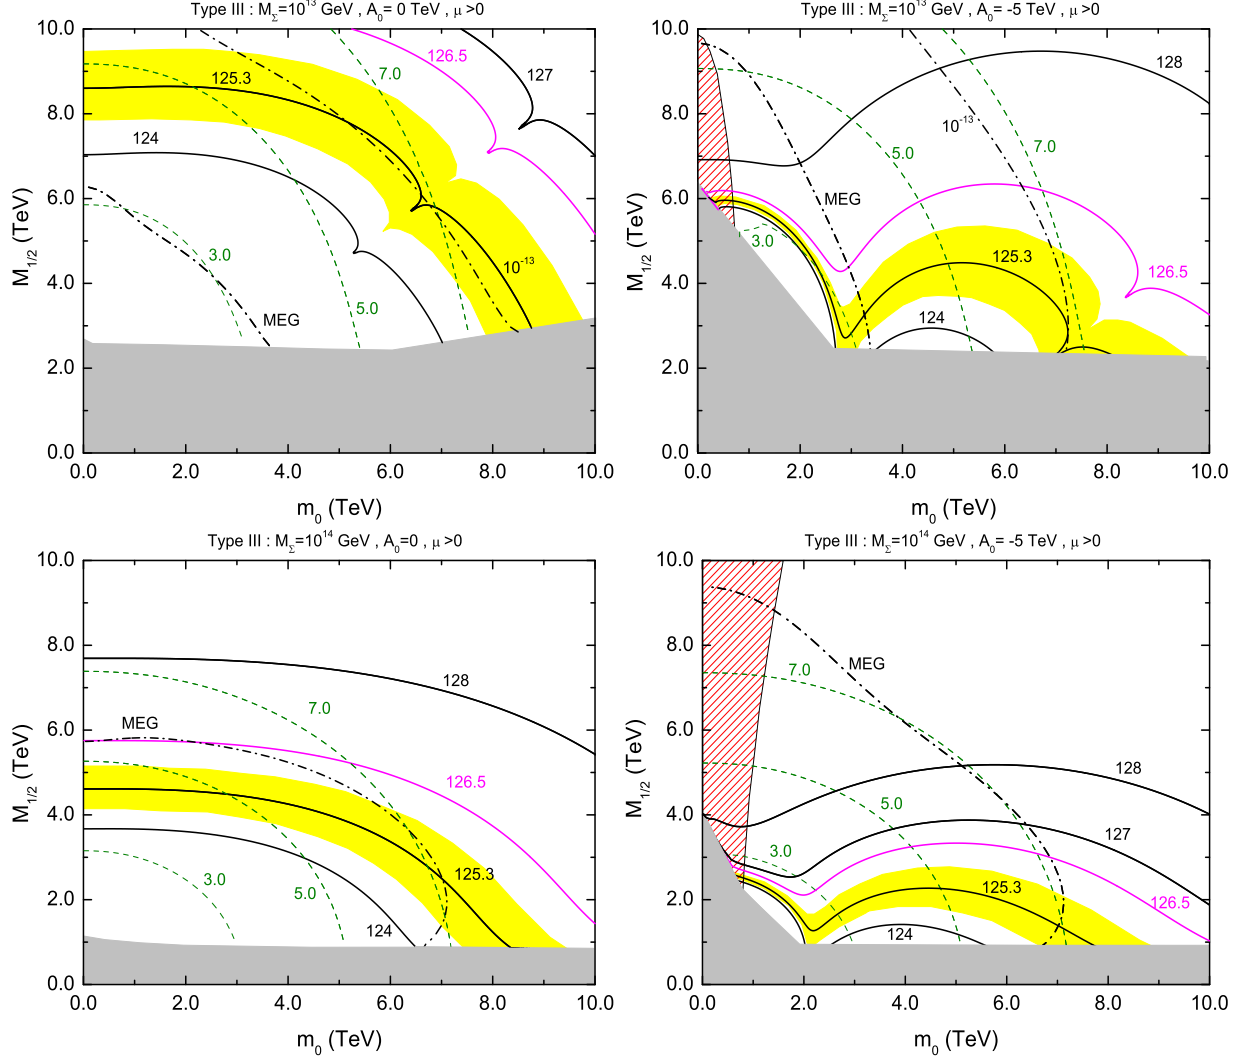 Type III : M_Σ=10^13 GeV , A_0= 0 TeV , μ >0
10.0
8.0
6.0
4.0
2.0
0.0
M_1/2 (TeV)
125.3
124
3.0
MEG
5.0
7.0
126.5
127
10^-13
0.0 2.0 4.0 6.0 8.0 10.0
m_0 (TeV)
Type III : M_Σ=10^13 GeV , A_0= -5 TeV , μ >0
10.0
8.0
6.0
4.0
2.0
0.0
M_1/2 (TeV)
128
10^-13
7.0
5.0
MEG
3.0
125.3
126.5
124
0.0 2.0 4.0 6.0 8.0 10.0
m_0 (TeV)
Type III : M_Σ=10^14 GeV , A_0=0 , μ >0
10.0
8.0
6.0
4.0
2.0
0.0
M_1/2 (TeV)
128
7.0
MEG
126.5
125.3
3.0
5.0
124
0.0 2.0 4.0 6.0 8.0 10.0
m_0 (TeV)
Type III : M_Σ=10^14 GeV , A_0= -5 TeV , μ >0
10.0
8.0
6.0
4.0
2.0
0.0
M_1/2 (TeV)
MEG
7.0
128
5.0
127
3.0
125.3
126.5
124
0.0 2.0 4.0 6.0 8.0 10.0
m_0 (TeV)